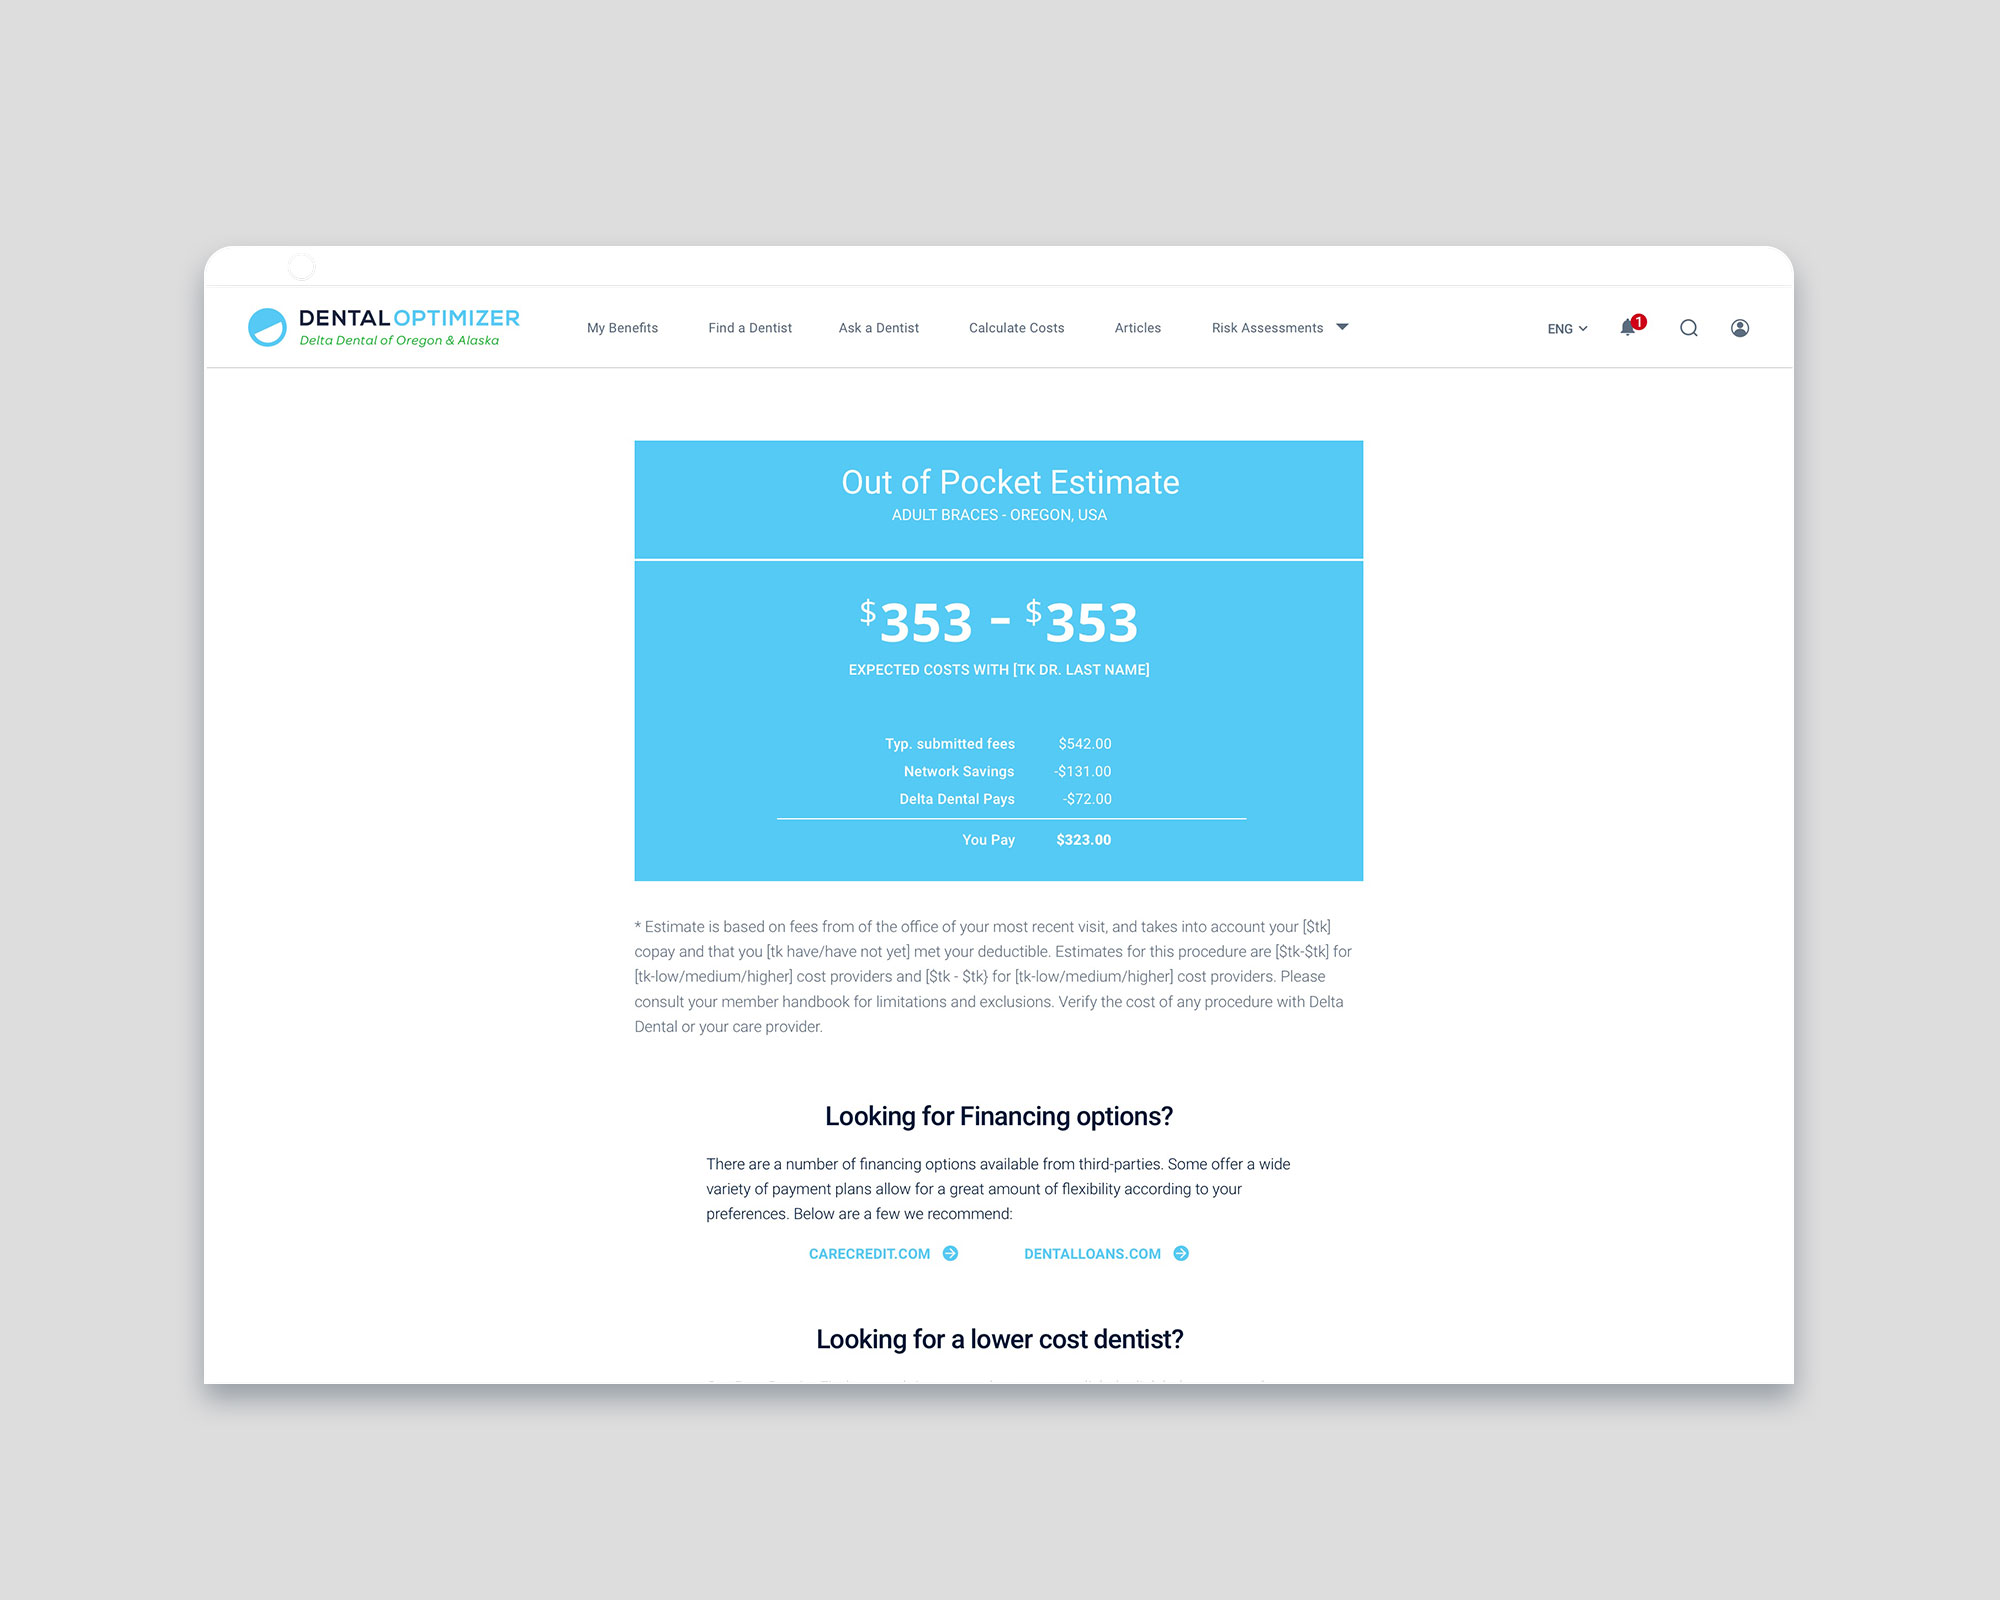 DENTALOPTIMIZER
Delta Dental of Oregon & Alaska
My Benefits
Find a Dentist
Ask a Dentist
Calculate Costs
Articles
Risk Assessments
ENG
1
Out of Pocket Estimate
ADULT BRACES - OREGON, USA
$353 - $353
EXPECTED COSTS WITH [TK DR. LAST NAME]
Typ. submitted fees $542.00
Network Savings -$131.00
Delta Dental Pays -$72.00
You Pay $323.00
* Estimate is based on fees from of the office of your most recent visit, and takes into account your [$tk]
copay and that you [tk have/have not yet] met your deductible. Estimates for this procedure are [$tk-$tk] for
[tk-low/medium/higher] cost providers and [$tk - $tk} for [tk-low/medium/higher] cost providers. Please
consult your member handbook for limitations and exclusions. Verify the cost of any procedure with Delta
Dental or your care provider.
Looking for Financing options?
There are a number of financing options available from third-parties. Some offer a wide
variety of payment plans allow for a great amount of flexibility according to your
preferences. Below are a few we recommend:
CARECREDIT.COM
DENTALLOANS.COM
Looking for a lower cost dentist?